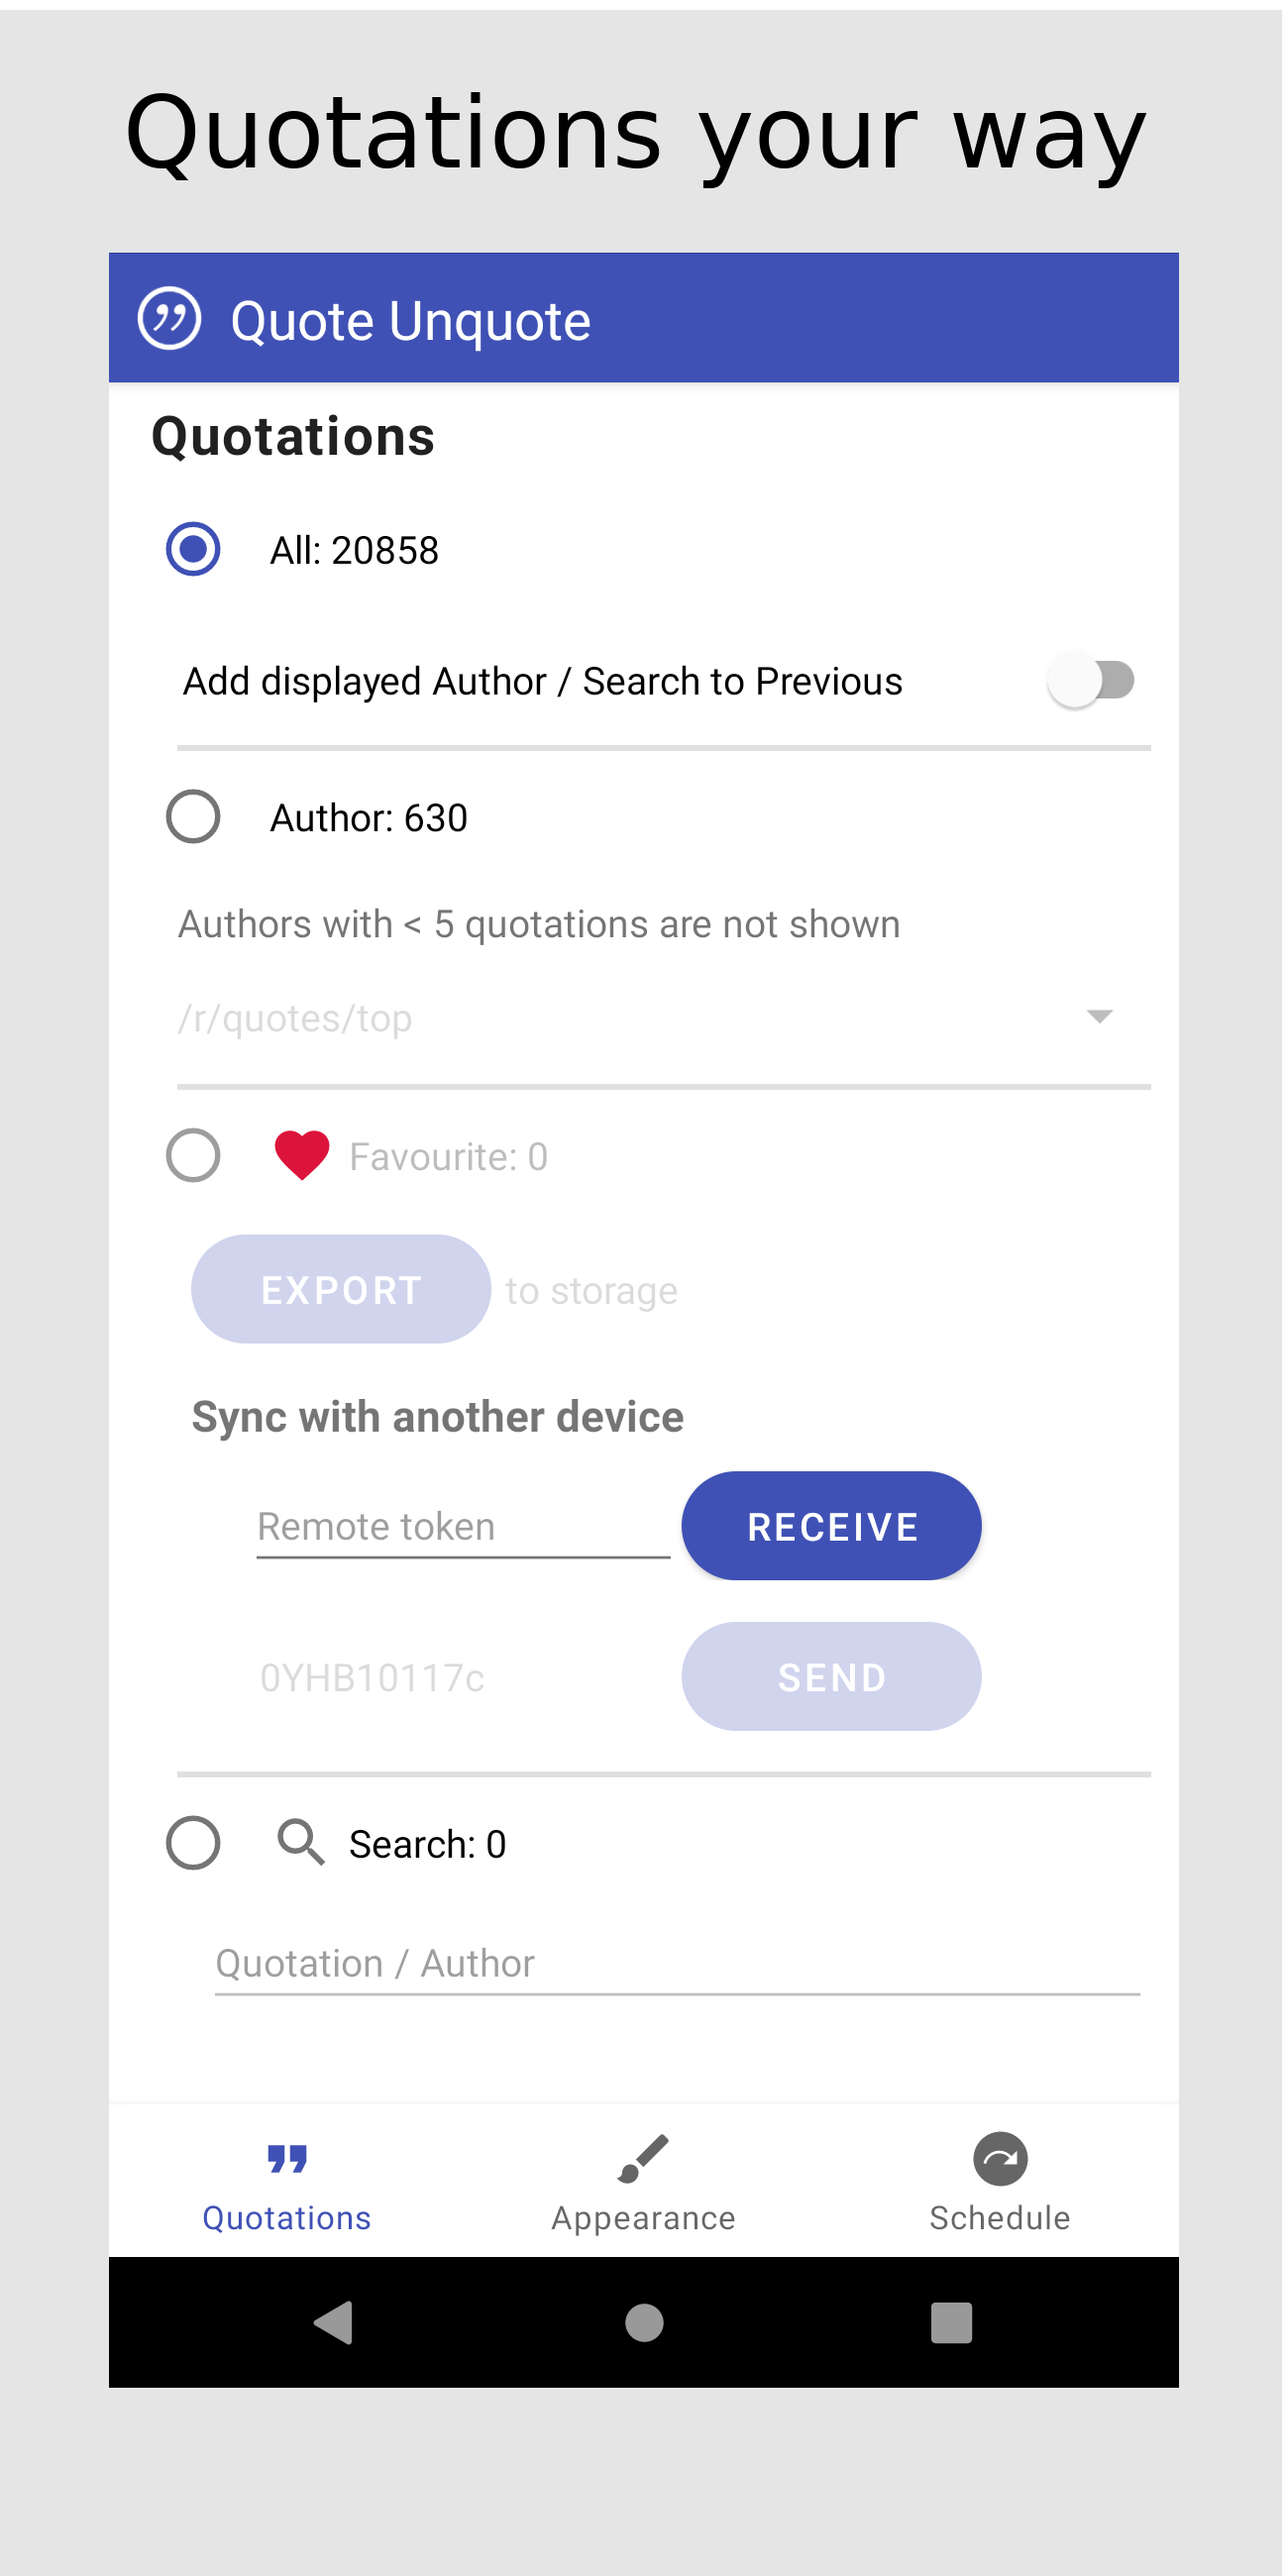 Quotations your way
Quote Unquote
Quotations
All: 20858
Add displayed Author / Search to Previous
Author: 630
Authors with < 5 quotations are not shown
/r/quotes/top
Favourite: 0
EXPORT to storage
Sync with another device
Remote token RECEIVE
0YHB10117c SEND
Search: 0
Quotation / Author
Quotations Appearance Schedule